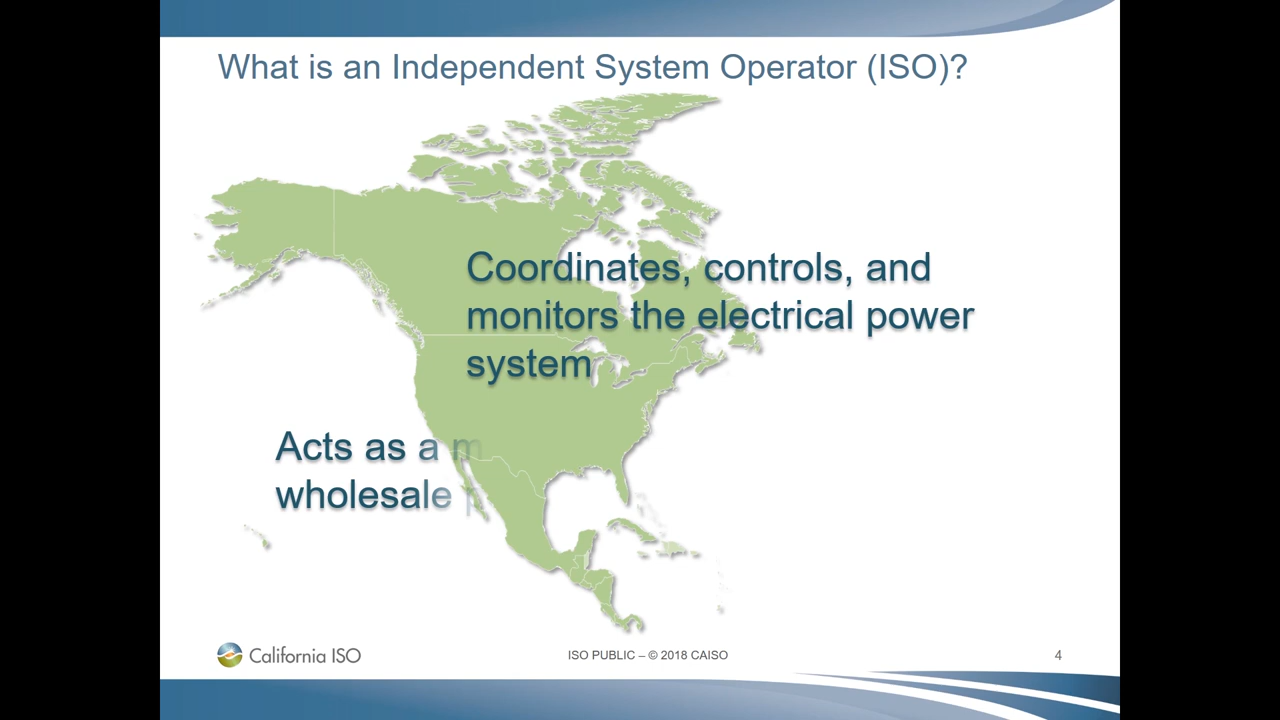 What is an Independent System Operator (ISO)?
Coordinates, controls, and
monitors the electrical power
system
Acts as a m
wholesale
California ISO
ISO PUBLIC – © 2018 CAISO
4